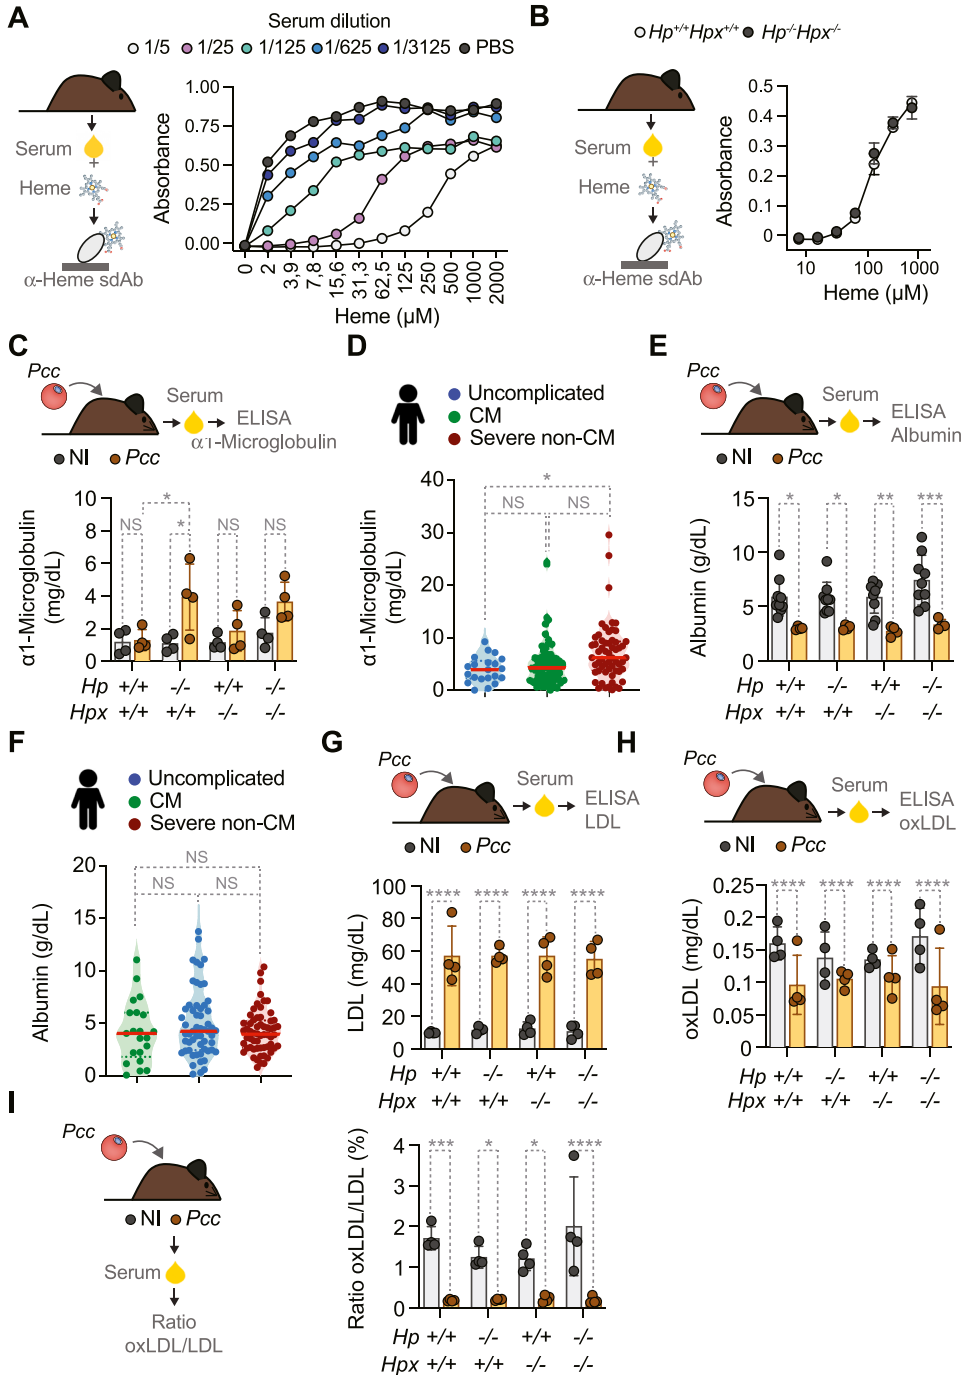 A
Serum dilution
1/5 1/25 1/125 1/625 1/3125 PBS
Serum
+
Heme
α-Heme sdAb
Absorbance
1.00
0.75
0.50
0.25
0.00
0 2 3,9 7,8 15,6 31,3 62,5 125 250 500 1000 2000
Heme (µM)
B
Hp+/+Hpx+/+ Hp-/-Hpx-/-
Serum
+
Heme
α-Heme sdAb
Absorbance
0.5
0.4
0.3
0.2
0.1
0
10 100 1000
Heme (µM)
C
Pcc
Serum
ELISA
α1-Microglobulin
NI Pcc
α1-Microglobulin
(mg/dL)
10
8
6
4
2
0
*
NS * NS NS
Hp +/+ -/- +/+ -/-
Hpx +/+ +/+ -/- -/-
D
Uncomplicated
CM
Severe non-CM
α1-Microglobulin
(mg/dL)
40
30
20
10
0
*
NS NS
E
Pcc
Serum
ELISA
Albumin
NI Pcc
Albumin (g/dL)
15
10
5
0
* * ** ***
Hp +/+ -/- +/+ -/-
Hpx +/+ +/+ -/- -/-
F
Uncomplicated
CM
Severe non-CM
Albumin (g/dL)
20
15
10
5
0
NS
NS NS
G
Pcc
Serum
ELISA
LDL
NI Pcc
LDL (mg/dL)
100
80
60
40
20
0
**** **** **** ****
Hp +/+ -/- +/+ -/-
Hpx +/+ +/+ -/- -/-
H
Pcc
Serum
ELISA
oxLDL
NI Pcc
oxLDL (mg/dL)
0.25
0.2
0.15
0.1
0.05
0
**** **** **** ****
Hp +/+ -/- +/+ -/-
Hpx +/+ +/+ -/- -/-
I
Pcc
NI Pcc
Serum
Ratio
oxLDL/LDL
Ratio oxLDL/LDL (%)
4
3
2
1
0
*** * * ****
Hp +/+ -/- +/+ -/-
Hpx +/+ +/+ -/- -/-